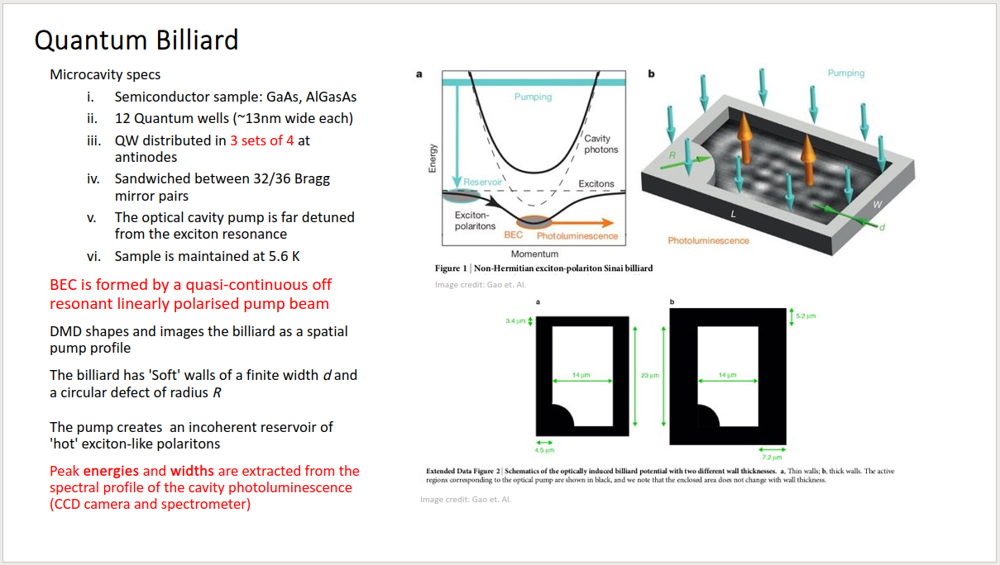 Quantum Billiard
Microcavity specs
i. Semiconductor sample: GaAs, AlGasAs
ii. 12 Quantum wells (~13nm wide each)
iii. QW distributed in 3 sets of 4 at
antinodes
iv. Sandwiched between 32/36 Bragg
mirror pairs
v. The optical cavity pump is far detuned
from the exciton resonance
vi. Sample is maintained at 5.6 K
BEC is formed by a quasi-continuous off
resonant linearly polarised pump beam
DMD shapes and images the billiard as a spatial
pump profile
The billiard has 'Soft' walls of a finite width d and
a circular defect of radius R
The pump creates an incoherent reservoir of
'hot' exciton-like polaritons
Peak energies and widths are extracted from the
spectral profile of the cavity photoluminescence
(CCD camera and spectrometer)
a
Pumping
Cavity
photons
Energy
Reservoir
Excitons
Exciton-
polaritons
BEC
Photoluminescence
Momentum
b
Pumping
R
L
W
d
Photoluminescence
Figure 1 | Non-Hermitian exciton-polariton Sinai billiard
Image credit: Gao et. Al.
a
3.4 μm
14 μm
23 μm
4.5 μm
b
5.2 μm
14 μm
7.2 μm
Extended Data Figure 2 | Schematics of the optically induced billiard potential with two different wall thicknesses. a, Thin walls; b, thick walls. The active
regions corresponding to the optical pump are shown in black, and we note that the enclosed area does not change with wall thickness.
Image credit: Gao et. Al.